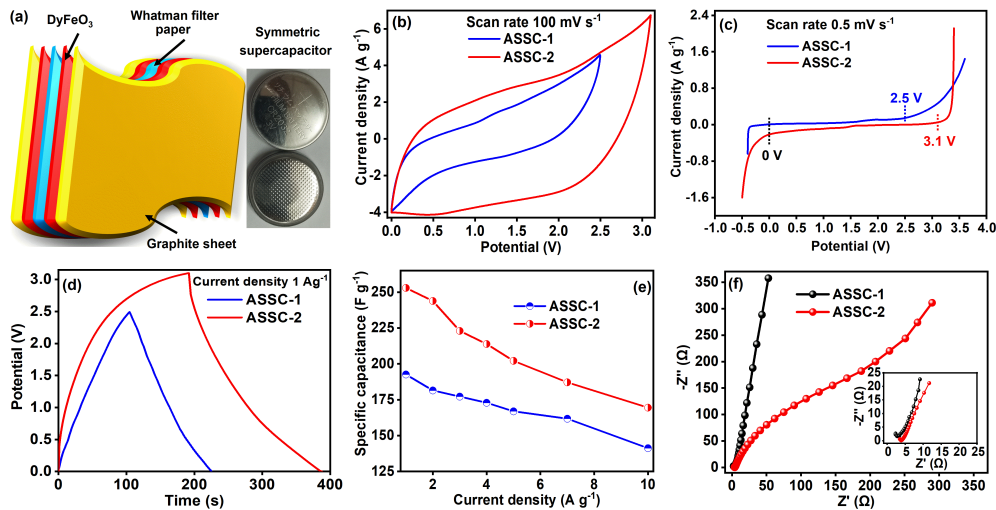 (a)
DyFeO3
Whatman filter
paper
Symmetric
supercapacitor
Graphite sheet
(b)
Scan rate 100 mV s-1
ASSC-1
ASSC-2
Current density (A g-1)
6
4
2
0
-2
-4
0.0 0.5 1.0 1.5 2.0 2.5 3.0
Potential (V)
(c)
Scan rate 0.5 mV s-1
ASSC-1
ASSC-2
2.5 V
0 V
3.1 V
Current density (A g-1)
2.4
1.6
0.8
0.0
-0.8
-1.6
-1.0 -0.5 0.0 0.5 1.0 1.5 2.0 2.5 3.0 3.5 4.0
Potential (V)
(d)
Current density 1 Ag-1
ASSC-1
ASSC-2
Potential (V)
3.0
2.5
2.0
1.5
1.0
0.5
0.0
0 100 200 300 400
Time (s)
(e)
ASSC-1
ASSC-2
Specific capacitance (F g-1)
250
225
200
175
150
125
2 4 6 8 10
Current density (A g-1)
(f)
ASSC-1
ASSC-2
-Z'' (Ω)
350
300
250
200
150
100
50
0
0 50 100 150 200 250 300 350
Z' (Ω)
-Z'' (Ω)
25
20
15
10
5
0
0 5 10 15 20 25
Z' (Ω)